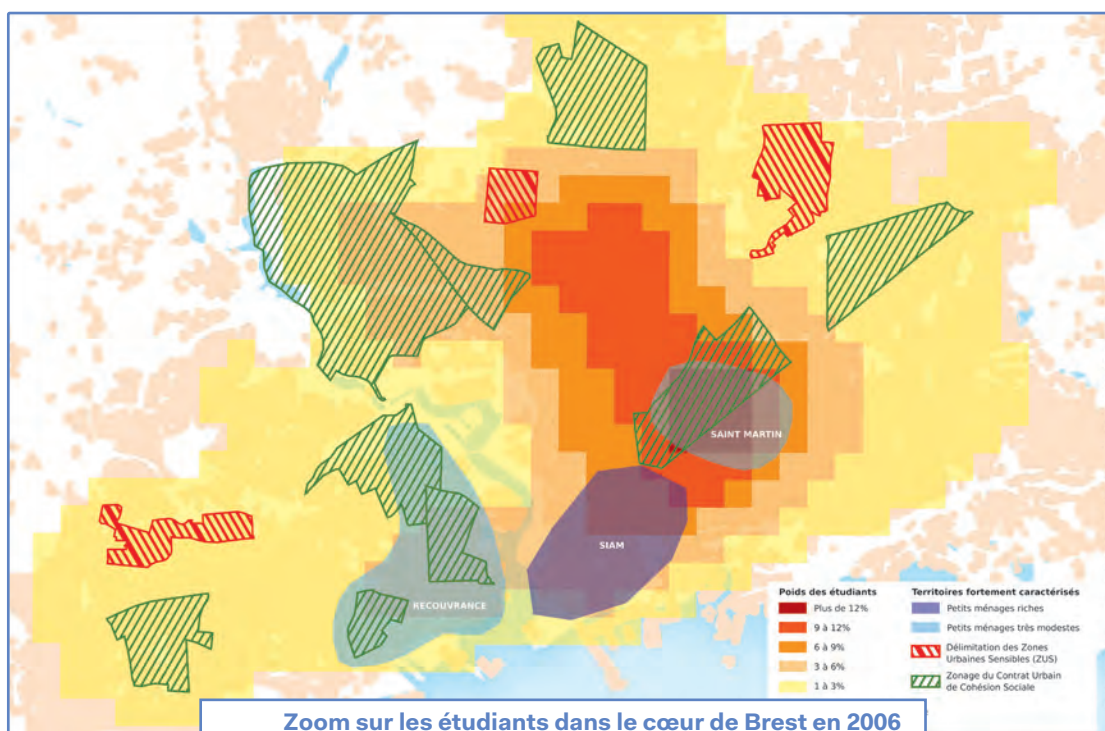 SAINT MARTIN
SIAM
RECOUVRANCE
Poids des étudiants
Plus de 12%
9 à 12%
6 à 9%
3 à 6%
1 à 3%
Territoires fortement caractérisés
Petits ménages riches
Petits ménages très modestes
Délimitation des Zones
Urbaines Sensibles (ZUS)
Zonage du Contrat Urbain
de Cohésion Sociale
Zoom sur les étudiants dans le cœur de Brest en 2006